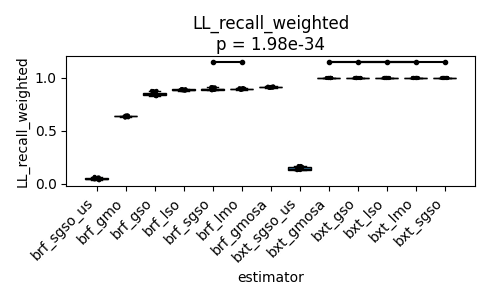 LL_recall_weighted
p = 1.98e-34
LL_recall_weighted
1.0
0.5
0.0
brf_sgso_us
brf_gmo
brf_gso
brf_lso
brf_sgso
brf_lmo
brf_gmosa
bxt_sgso_us
bxt_gmosa
bxt_gso
bxt_lso
bxt_lmo
bxt_sgso
estimator